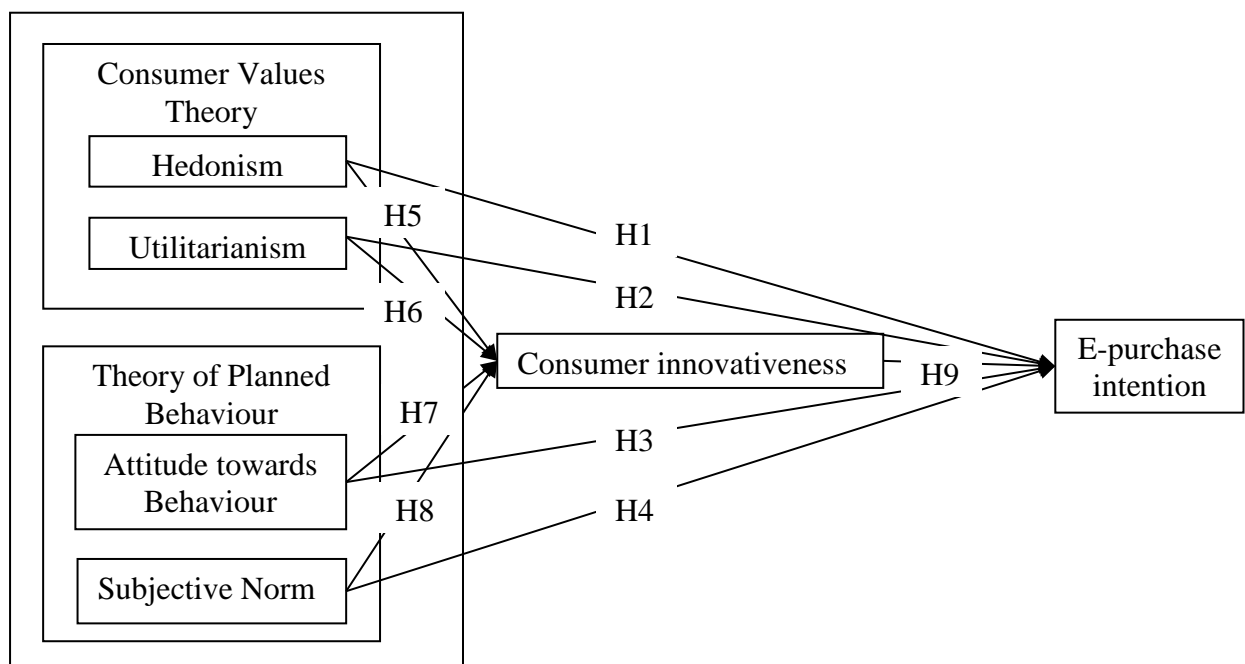 Consumer Values
Theory
Hedonism
Utilitarianism
H5
H6
H1
H2
Consumer innovativeness
H9
E-purchase
intention
Theory of Planned
Behaviour
Attitude towards
Behaviour
Subjective Norm
H7
H8
H3
H4